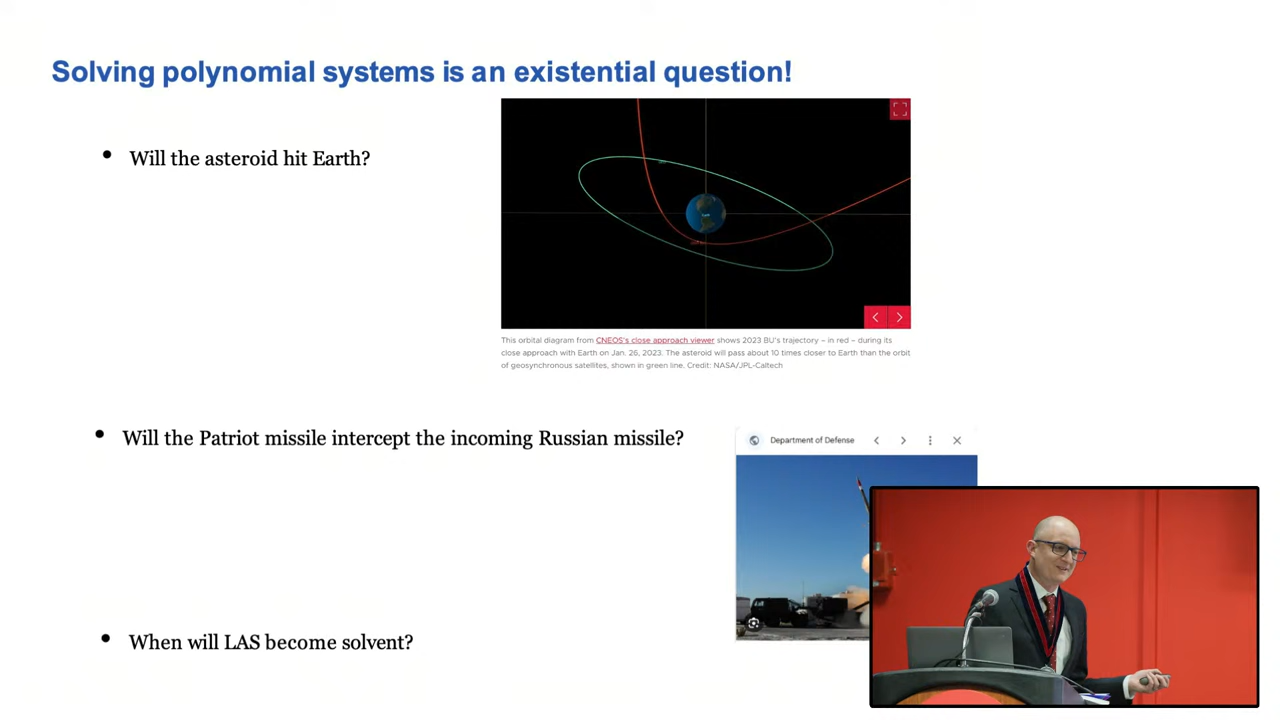 Solving polynomial systems is an existential question!
• Will the asteroid hit Earth?
This orbital diagram from CNEOS's close approach viewer shows 2023 BU's trajectory – in red – during its
close approach with Earth on Jan. 26, 2023. The asteroid will pass about 10 times closer to Earth than the orbit
of geosynchronous satellites, shown in green line. Credit: NASA/JPL-Caltech
• Will the Patriot missile intercept the incoming Russian missile?
Department of Defense
• When will LAS become solvent?